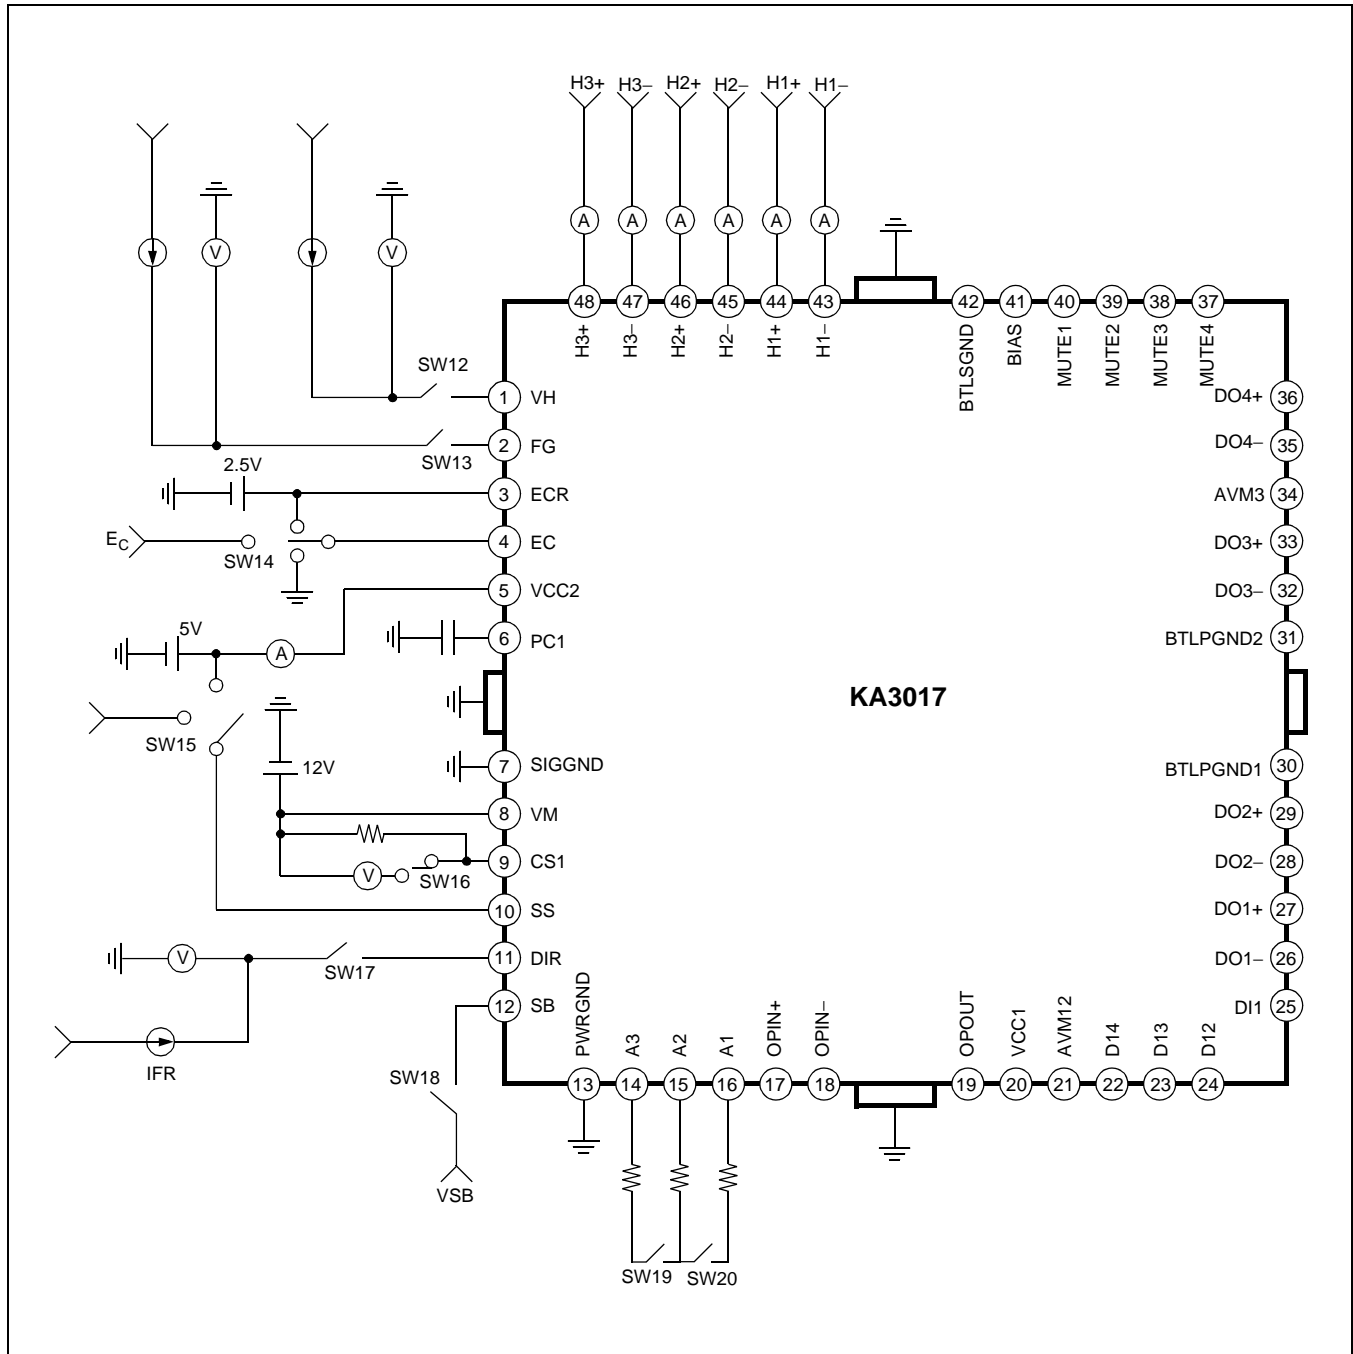 H3+ H3− H2+ H2− H1+ H1−
A A A A A A
V V
48 47 46 45 44 43 42 41 40 39 38 37
H3+ H3− H2+ H2− H1+ H1− BTLSGND BIAS MUTE1 MUTE2 MUTE3 MUTE4
SW12
1 VH
DO4+ 36
SW13
2 FG
DO4− 35
2.5V
3 ECR
AVM3 34
EC
SW14
4 EC
DO3+ 33
5 VCC2
DO3− 32
5V
A
6 PC1
BTLPGND2 31
KA3017
SW15
12V
7 SIGGND
BTLPGND1 30
8 VM
DO2+ 29
V
SW16
9 CS1
DO2− 28
10 SS
DO1+ 27
V
SW17
11 DIR
DO1− 26
12 SB
DI1 25
IFR
SW18
VSB
PWRGND A3 A2 A1 OPIN+ OPIN− OPOUT VCC1 AVM12 D14 D13 D12
13 14 15 16 17 18 19 20 21 22 23 24
SW19 SW20